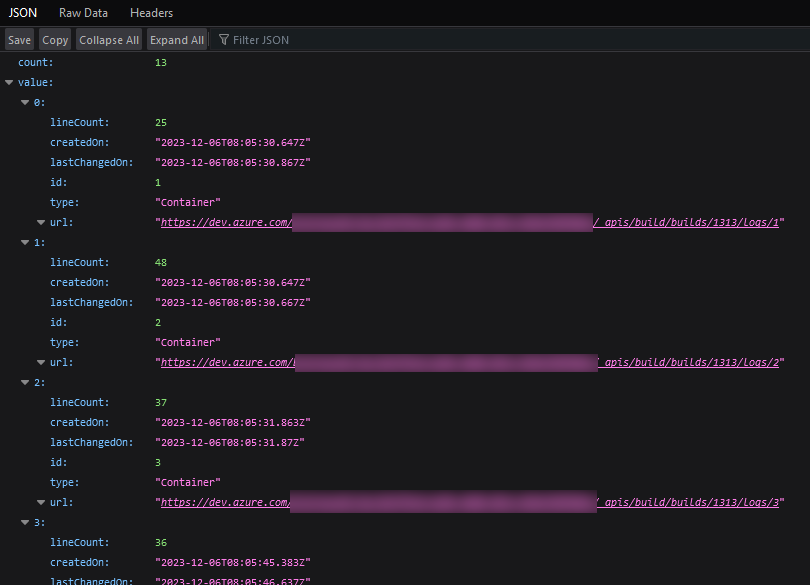 JSON Raw Data Headers
Save Copy Collapse All Expand All Filter JSON
count: 13
value:
0:
lineCount: 25
createdOn: "2023-12-06T08:05:30.647Z"
lastChangedOn: "2023-12-06T08:05:30.867Z"
id: 1
type: "Container"
url: "https://dev.azure.com/ /_apis/build/builds/1313/logs/1"
1:
lineCount: 48
createdOn: "2023-12-06T08:05:30.647Z"
lastChangedOn: "2023-12-06T08:05:30.667Z"
id: 2
type: "Container"
url: "https://dev.azure.com/ /_apis/build/builds/1313/logs/2"
2:
lineCount: 37
createdOn: "2023-12-06T08:05:31.863Z"
lastChangedOn: "2023-12-06T08:05:31.87Z"
id: 3
type: "Container"
url: "https://dev.azure.com/ /_apis/build/builds/1313/logs/3"
3:
lineCount: 36
createdOn: "2023-12-06T08:05:45.383Z"
lastChangedOn: "2023-12-06T08:05:46.637Z"